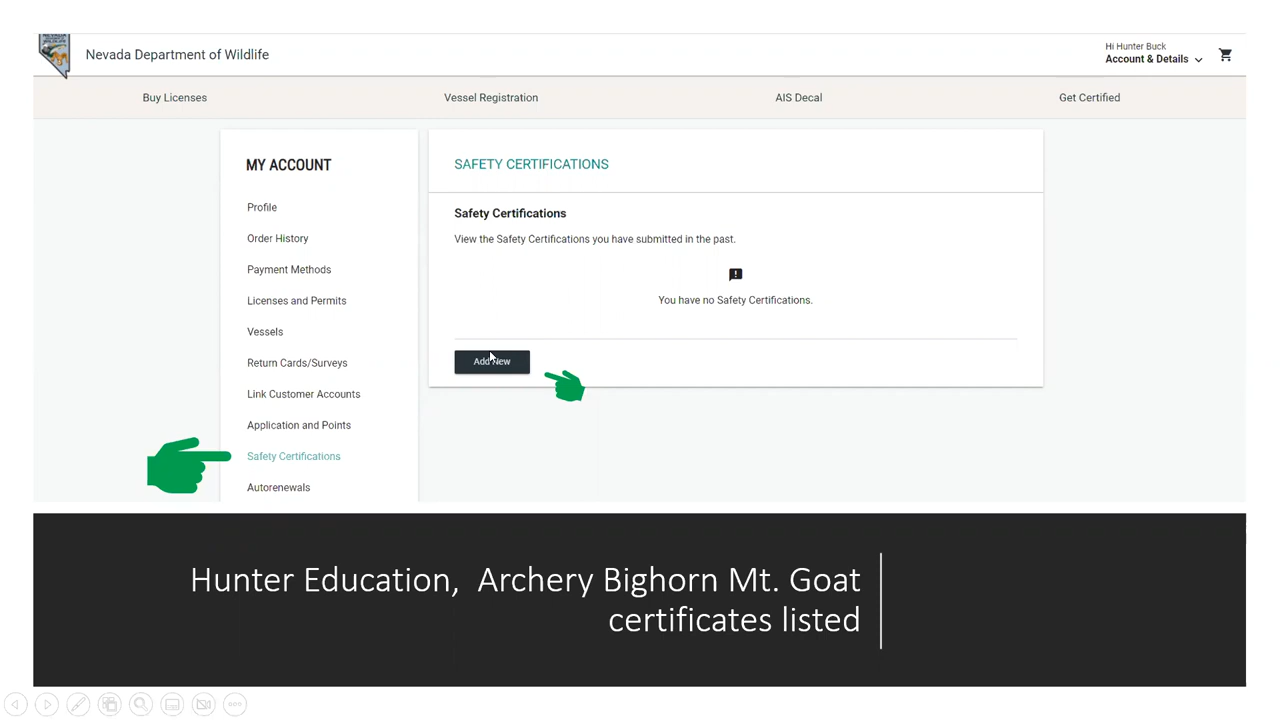 Nevada Department of Wildlife
Hi Hunter Buck
Account & Details
Buy Licenses
Vessel Registration
AIS Decal
Get Certified
MY ACCOUNT
Profile
Order History
Payment Methods
Licenses and Permits
Vessels
Return Cards/Surveys
Link Customer Accounts
Application and Points
Safety Certifications
Autorenewals
SAFETY CERTIFICATIONS
Safety Certifications
View the Safety Certifications you have submitted in the past.
You have no Safety Certifications.
Add New
Hunter Education, Archery Bighorn Mt. Goat
certificates listed